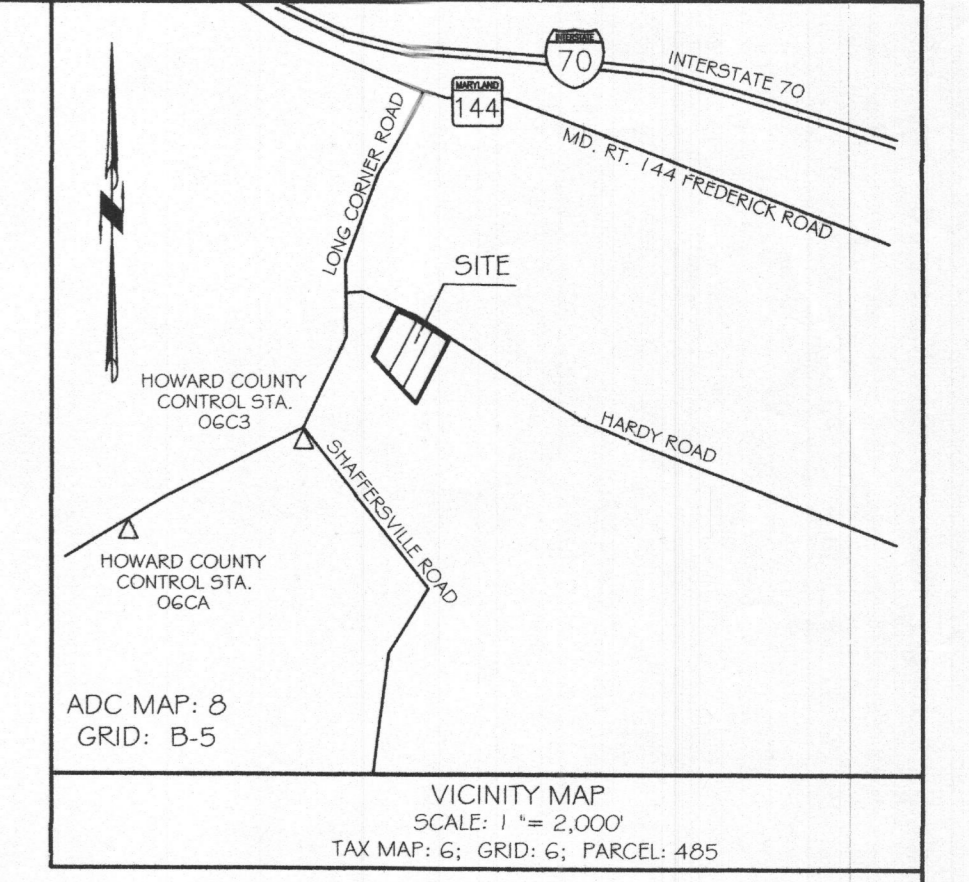 INTERSTATE
70
INTERSTATE 70
MARYLAND
144
MD. RT. 144 FREDERICK ROAD
LONG CORNER ROAD
N
SITE
HOWARD COUNTY
CONTROL STA.
06C3
HARDY ROAD
SHAFFERSVILLE ROAD
HOWARD COUNTY
CONTROL STA.
06CA
ADC MAP: 8
GRID: B-5
VICINITY MAP
SCALE: 1 "= 2,000'
TAX MAP: 6; GRID: 6; PARCEL: 485